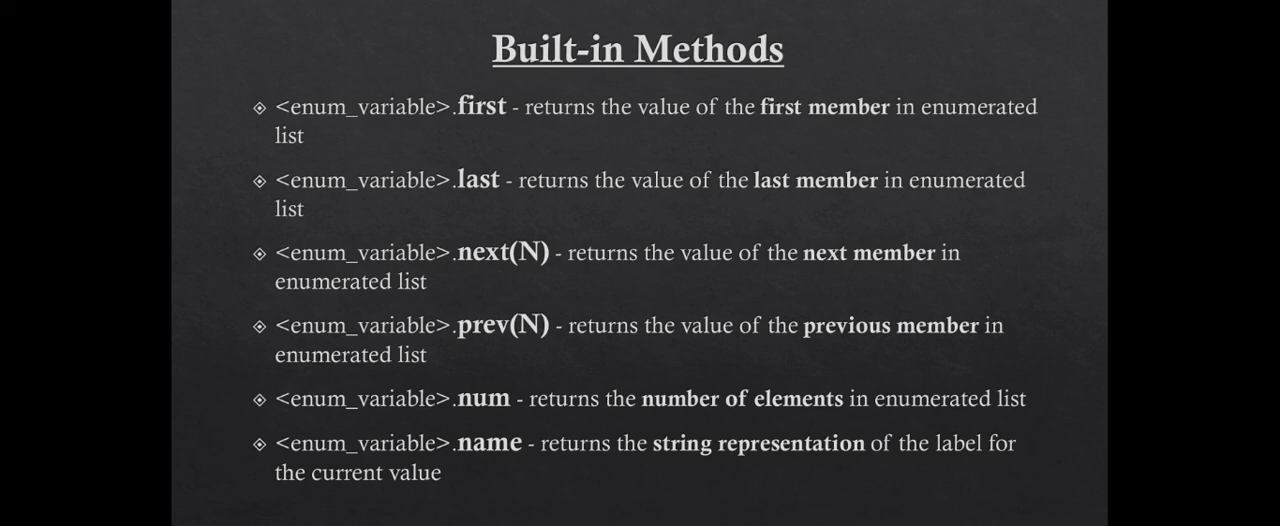 Built-in Methods
<enum_variable>.first - returns the value of the first member in enumerated
list
<enum_variable>.last - returns the value of the last member in enumerated
list
<enum_variable>.next(N) - returns the value of the next member in
enumerated list
<enum_variable>.prev(N) - returns the value of the previous member in
enumerated list
<enum_variable>.num - returns the number of elements in enumerated list
<enum_variable>.name - returns the string representation of the label for
the current value